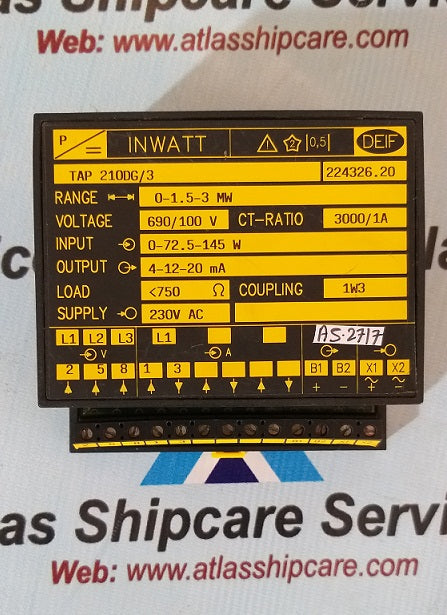 as Shipcare Servi
Web: www.atlasshipcare.com
P
INWATT
2
0,5
DEIF
TAP 210DG/3 224326.20
RANGE 0-1.5-3 MW
VOLTAGE 690/100 V CT-RATIO 3000/1A
INPUT 0-72.5-145 W
OUTPUT 4-12-20 mA
LOAD <750 Ω COUPLING 1W3
SUPPLY 230V AC
L1 L2 L3 L1 AS-2717
V A
2 5 8 1 3 B1 B2 X1 X2
+ - ~+ ~-
las Shipcare Servi
Web: www.atlasshipcare.com